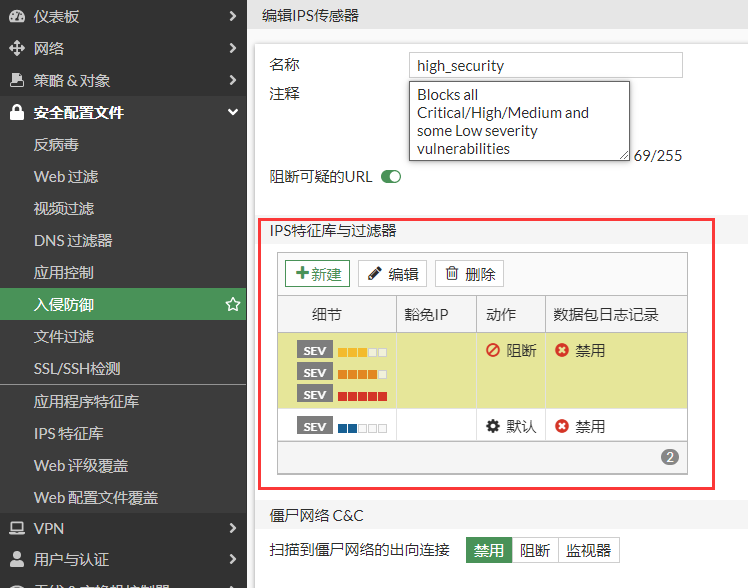 仪表板
网络
策略 & 对象
安全配置文件
反病毒
Web 过滤
视频过滤
DNS 过滤器
应用控制
入侵防御
文件过滤
SSL/SSH检测
应用程序特征库
IPS 特征库
Web 评级覆盖
Web 配置文件覆盖
VPN
用户与认证
编辑IPS传感器
名称 high_security
注释 Blocks all
Critical/High/Medium and
some Low severity
vulnerabilities
69/255
阻断可疑的URL
IPS特征库与过滤器
新建 编辑 删除
细节 豁免IP 动作 数据包日志记录
SEV 阻断 禁用
SEV
SEV
SEV 默认 禁用
2
僵尸网络 C&C
扫描到僵尸网络的出向连接 禁用 阻断 监视器